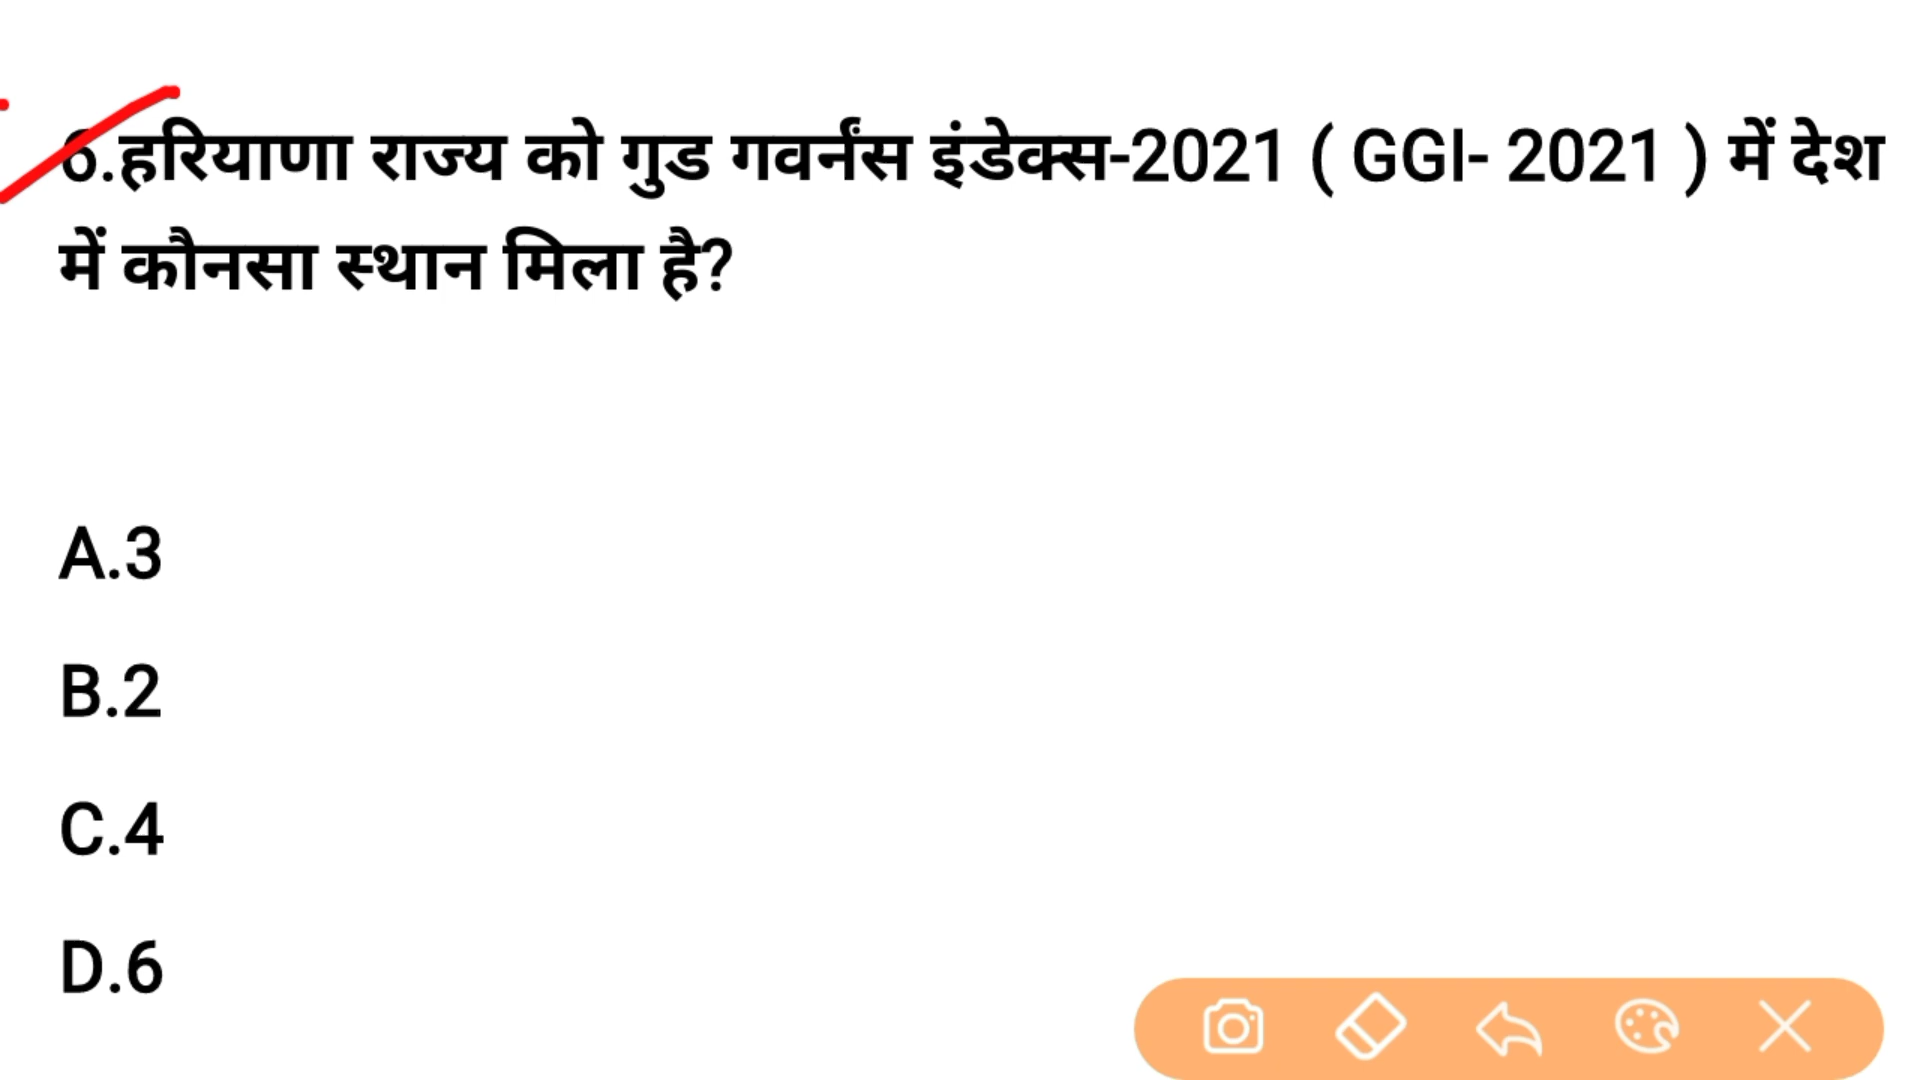 6.हरियाणा राज्य को गुड गवर्नंस इंडेक्स-2021 ( GGI- 2021 ) में देश
में कौनसा स्थान मिला है?
A.3
B.2
C.4
D.6